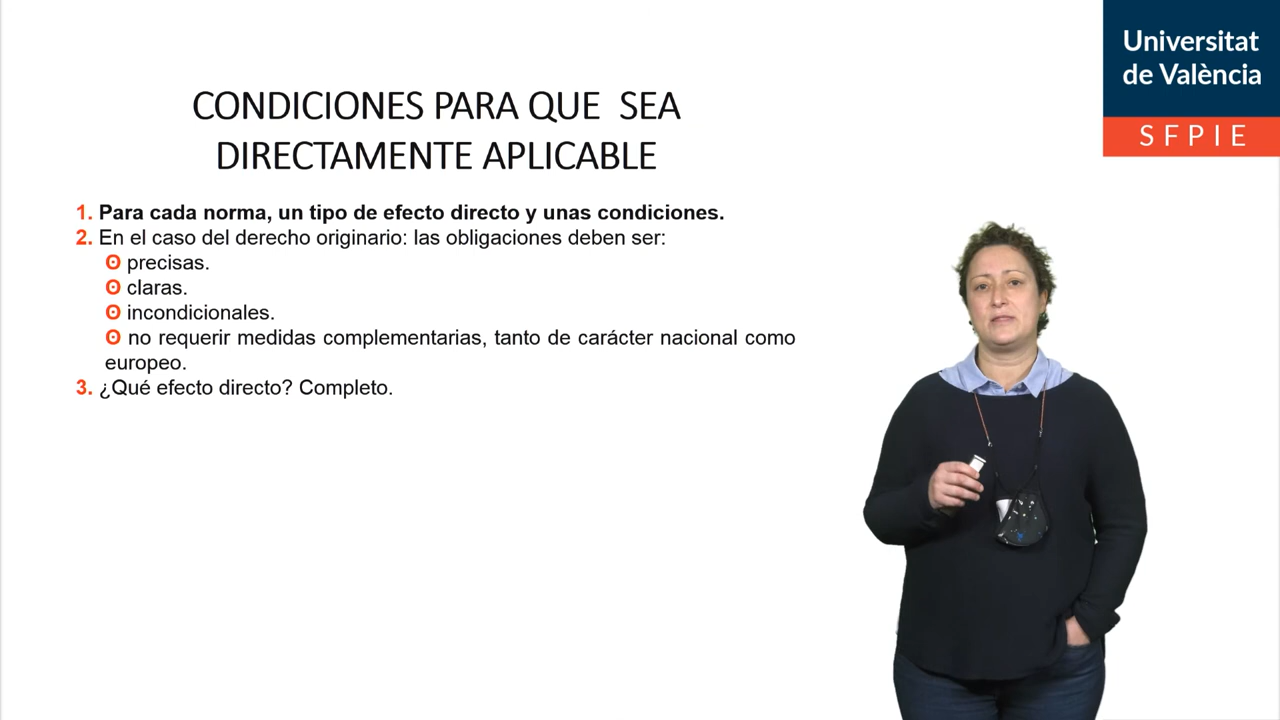 Universitat
de València
SFPIE
CONDICIONES PARA QUE SEA
DIRECTAMENTE APLICABLE
1. Para cada norma, un tipo de efecto directo y unas condiciones.
2. En el caso del derecho originario: las obligaciones deben ser:
ʘ precisas.
ʘ claras.
ʘ incondicionales.
ʘ no requerir medidas complementarias, tanto de carácter nacional como
europeo.
3. ¿Qué efecto directo? Completo.